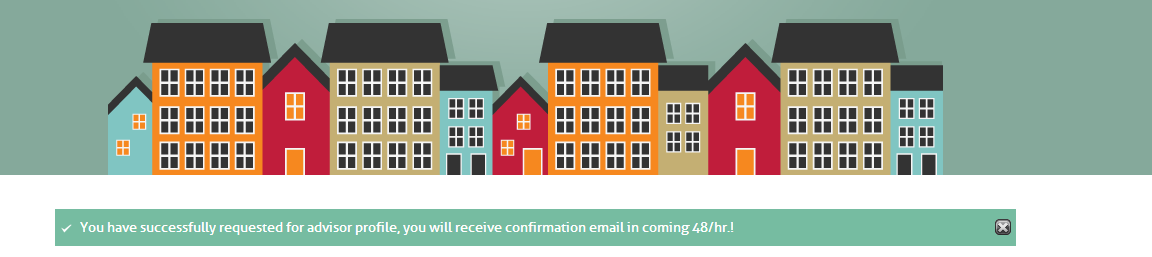 You have successfully requested for advisor profile, you will receive confirmation email in coming 48/hr.!